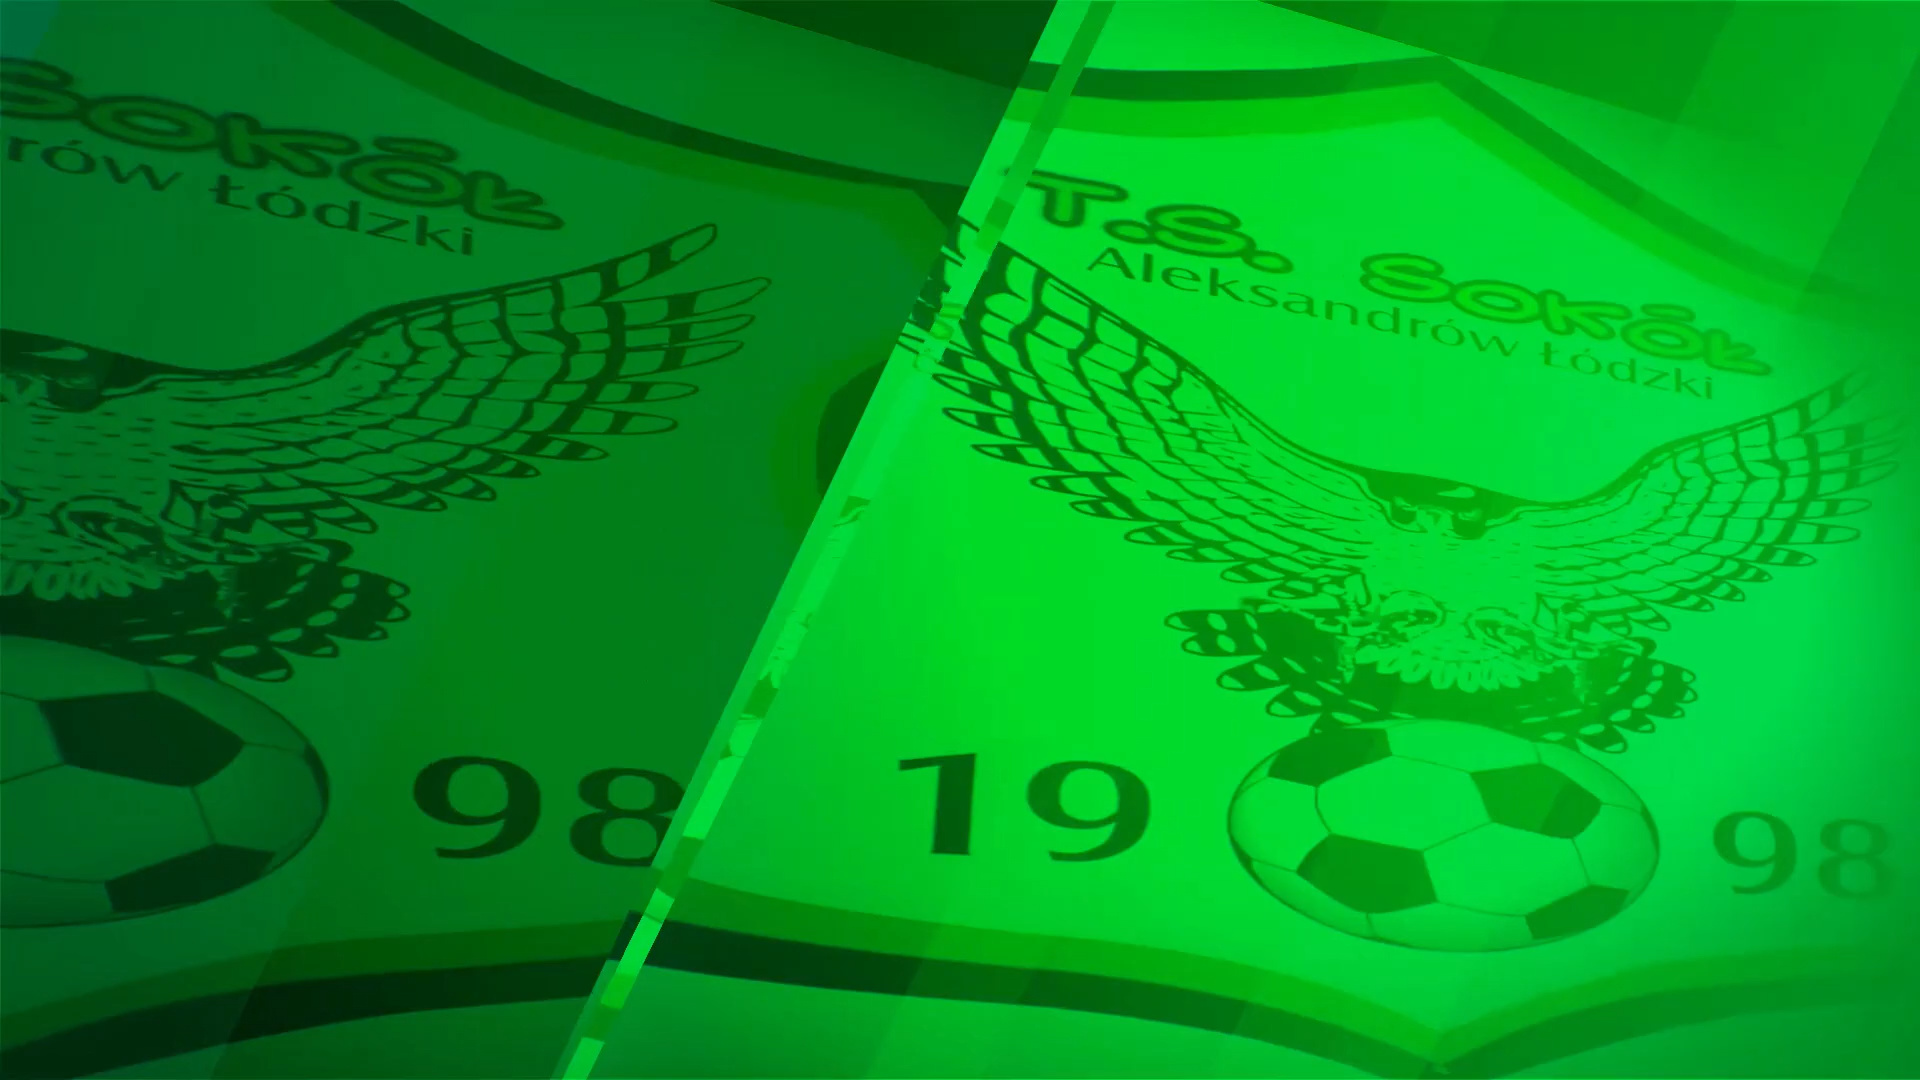 SOKÓŁ
rów Łódzki
98
T.S. SOKÓŁ
Aleksandrów Łódzki
19 98